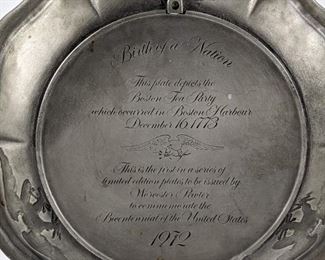 Birth of a Nation
This plate depicts the
Boston Tea Party
which occurred in Boston Harbour
December 16, 1773
This is the first in a series of
limited edition plates to be issued by
Worcester Pewter
to commemorate the
Bicentennial of the United States
1972